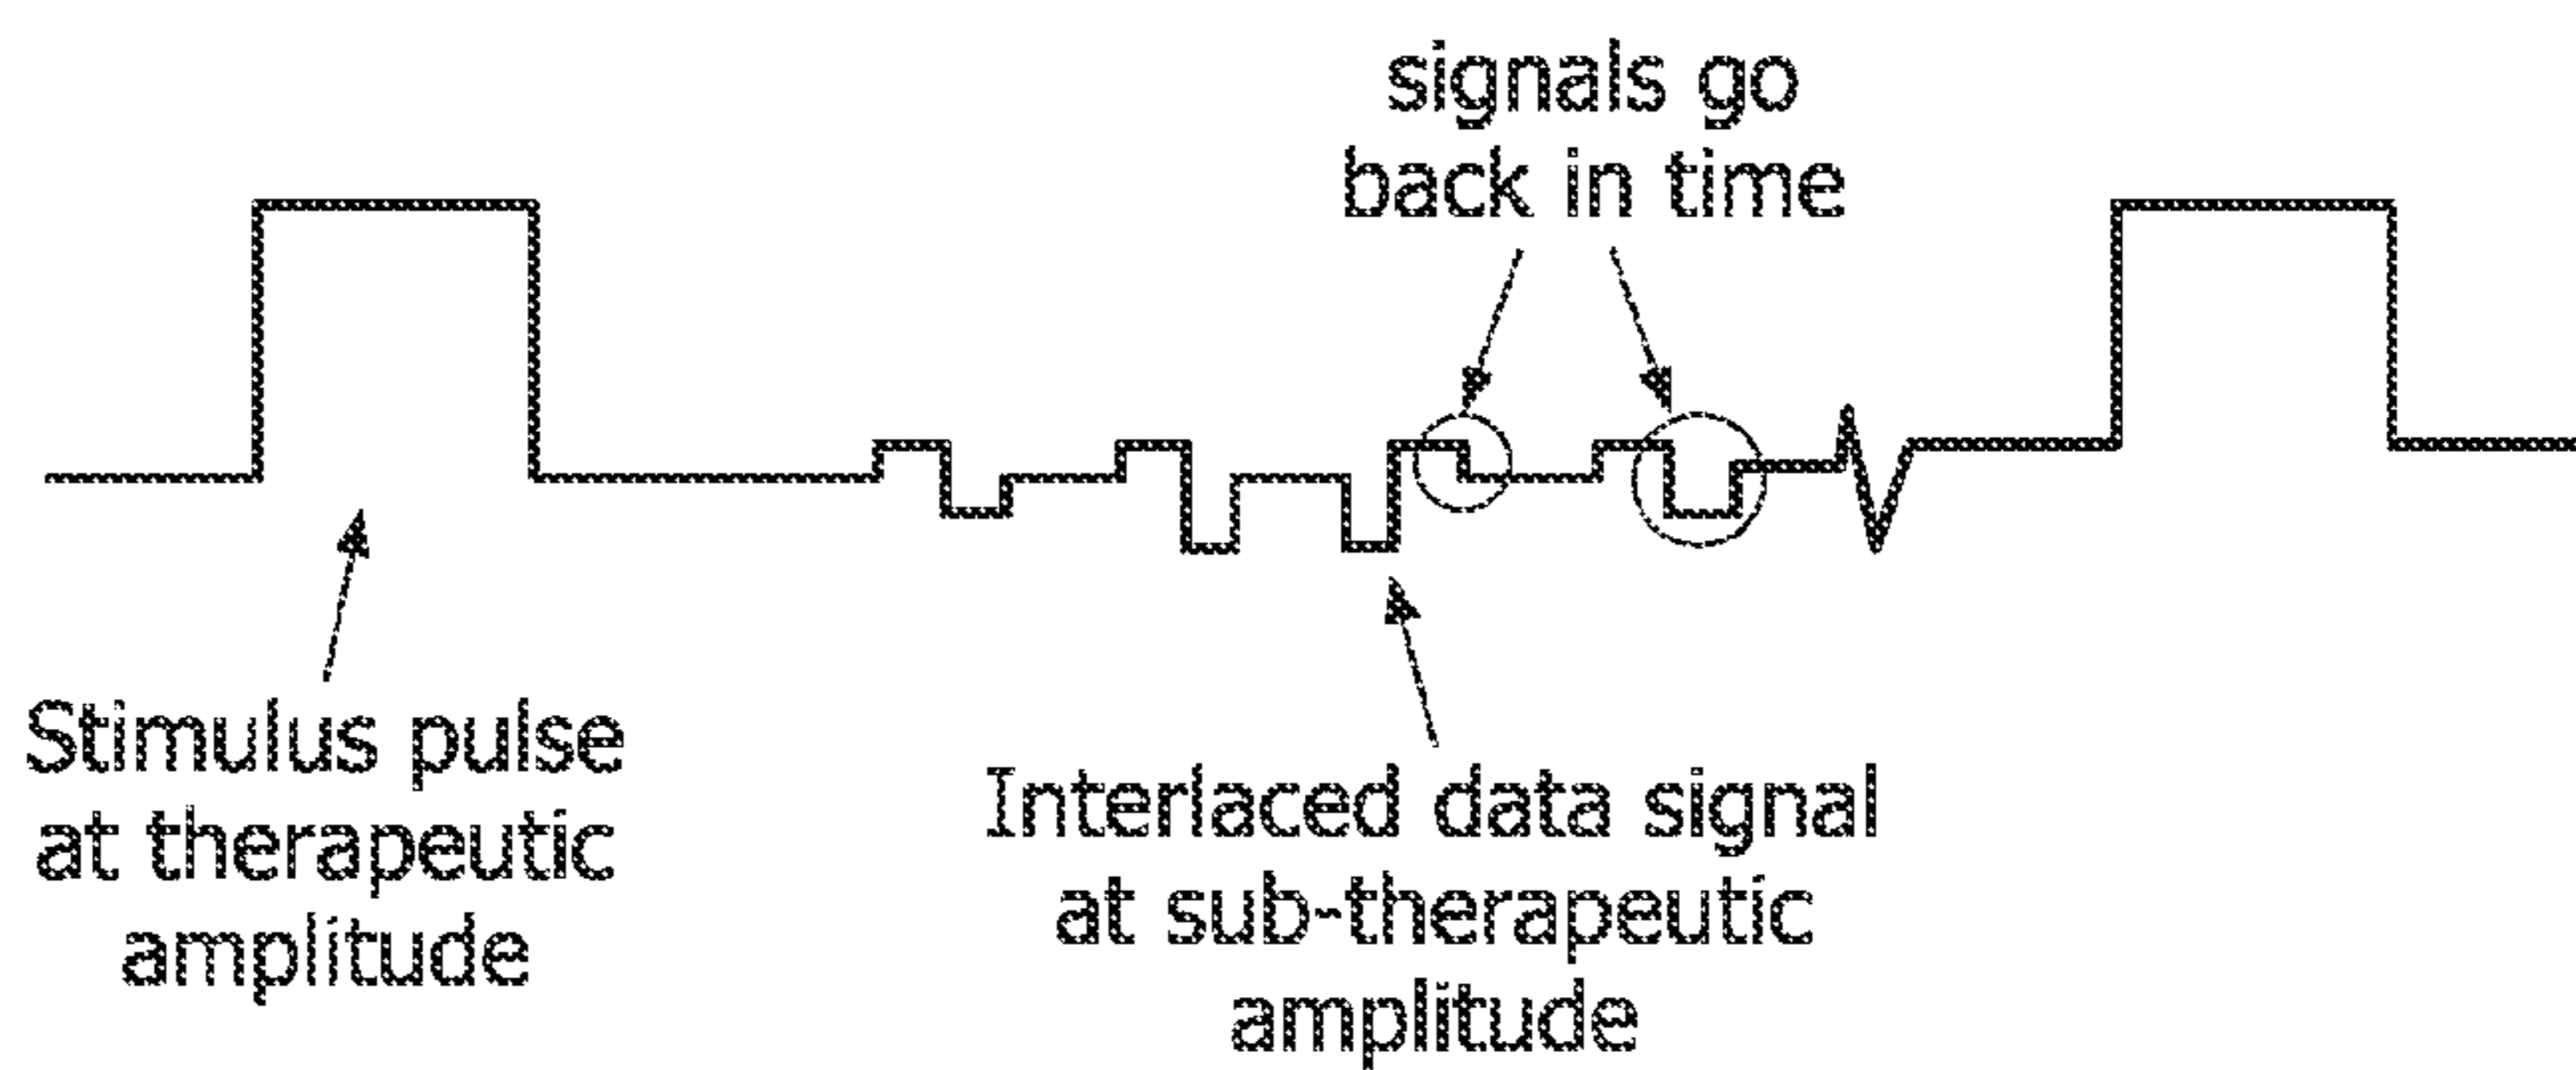 signals go
back in time
Stimulus pulse
at therapeutic
amplitude
Interlaced data signal
at sub-therapeutic
amplitude